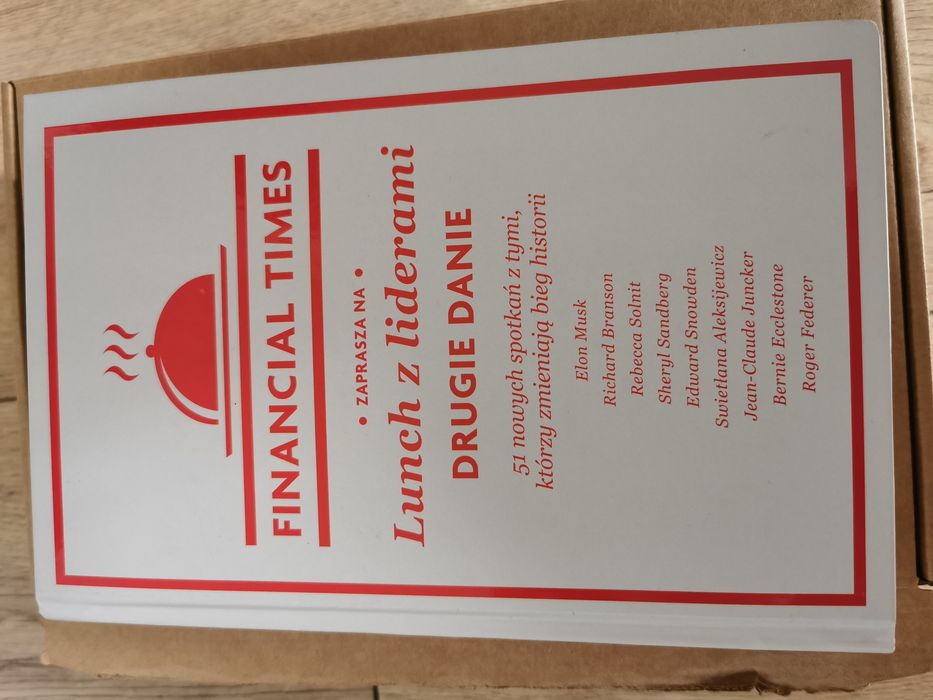 FINANCIAL TIMES
• ZAPRASZA NA •
Lunch z liderami
DRUGIE DANIE
51 nowych spotkań z tymi,
którzy zmieniają bieg historii
Elon Musk
Richard Branson
Rebecca Solnit
Sheryl Sandberg
Edward Snowden
Swietłana Aleksijewicz
Jean-Claude Juncker
Bernie Ecclestone
Roger Federer